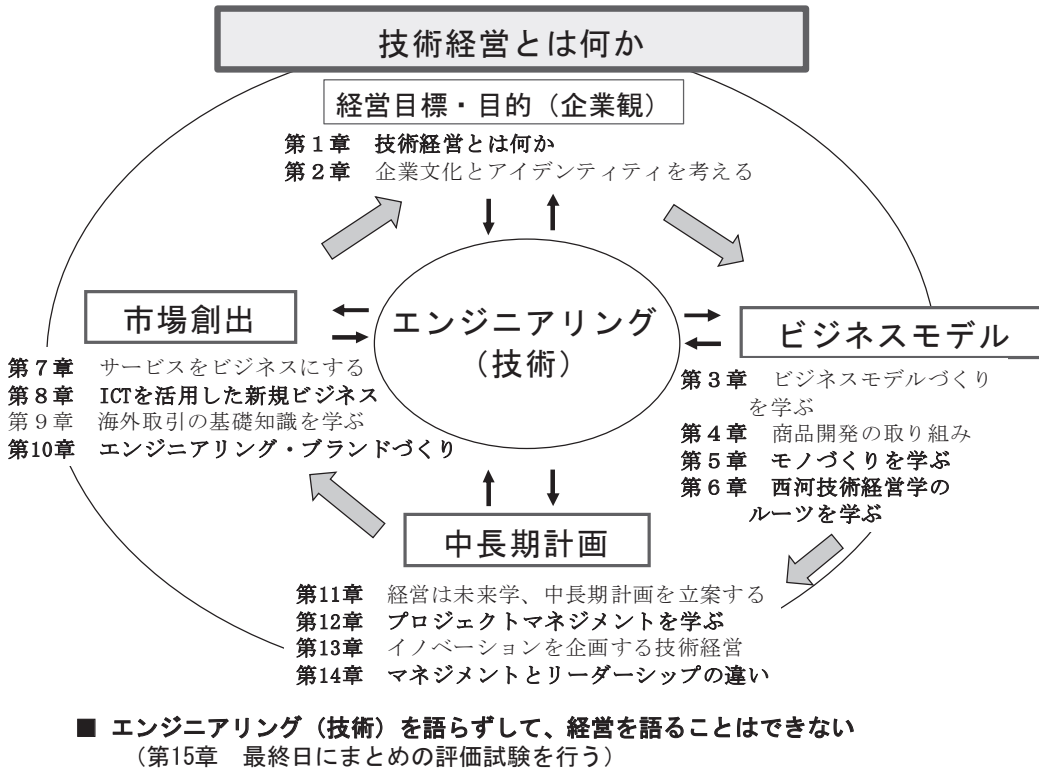 技術経営とは何か
経営目標・目的（企業観）
第１章　技術経営とは何か
第２章　企業文化とアイデンティティを考える
市場創出
第７章　サービスをビジネスにする
第８章　ICTを活用した新規ビジネス
第９章　海外取引の基礎知識を学ぶ
第10章　エンジニアリング・ブランドづくり
エンジニアリング
（技術）
ビジネスモデル
第３章　ビジネスモデルづくり
を学ぶ
第４章　商品開発の取り組み
第５章　モノづくりを学ぶ
第６章　西河技術経営学の
ルーツを学ぶ
中長期計画
第11章　経営は未来学、中長期計画を立案する
第12章　プロジェクトマネジメントを学ぶ
第13章　イノベーションを企画する技術経営
第14章　マネジメントとリーダーシップの違い
■ エンジニアリング（技術）を語らずして、経営を語ることはできない
（第15章　最終日にまとめの評価試験を行う）